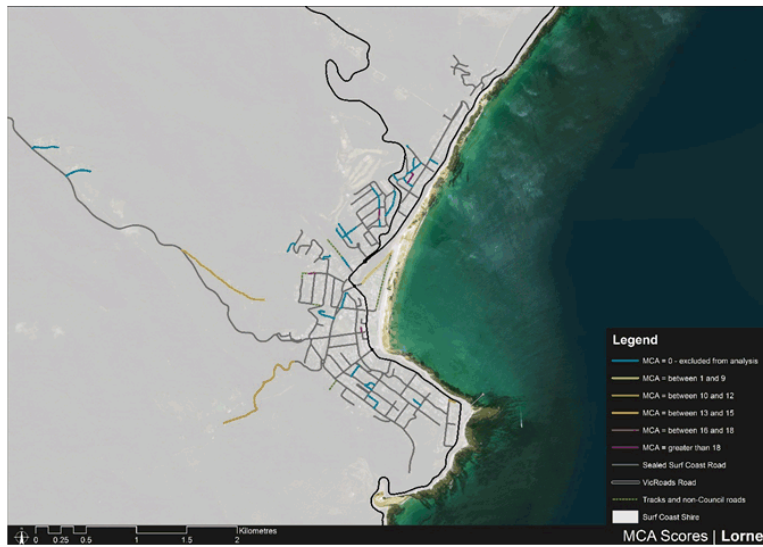 Legend
MCA = 0 - excluded from analysis
MCA = between 1 and 9
MCA = between 10 and 12
MCA = between 13 and 15
MCA = between 16 and 18
MCA = greater than 18
Sealed Surf Coast Road
VicRoads Road
Tracks and non-Council roads
Surf Coast Shire
Kilometres
0 0.25 0.5 1 1.5 2
MCA Scores | Lorne